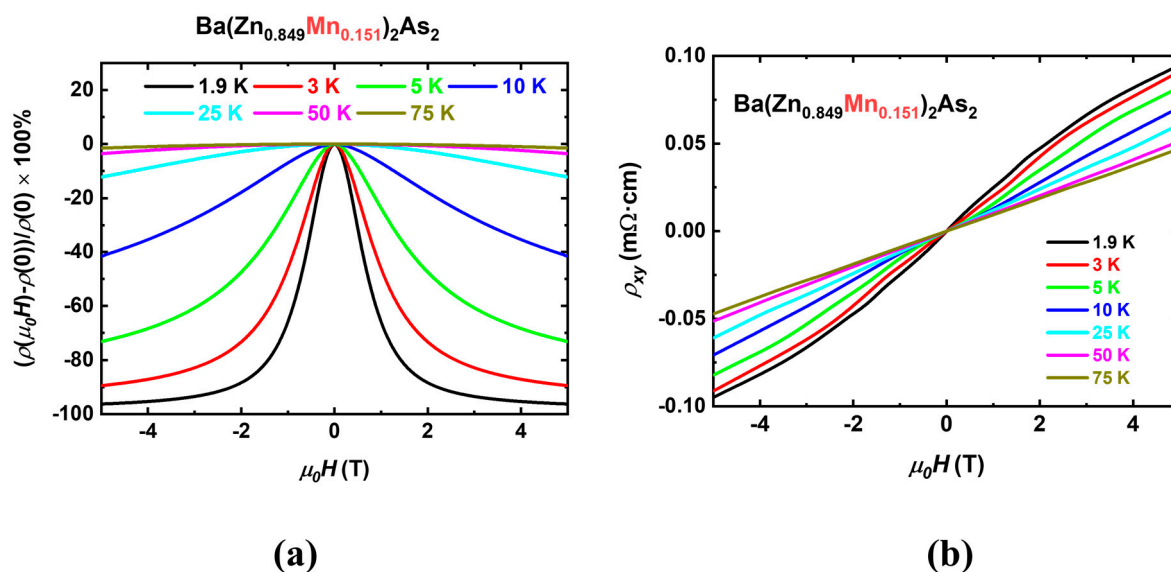 Ba(Zn₀.₈₄₉Mn₀.₁₅₁)₂As₂
(ρ(μ₀H)-ρ(0))/ρ(0) × 100%
20
0
-20
-40
-60
-80
-100
1.9 K 3 K 5 K 10 K
25 K 50 K 75 K
-4 -2 0 2 4
μ₀H (T)
(a)
ρxy (mΩ·cm)
0.10
0.05
0.00
-0.05
-0.10
Ba(Zn₀.₈₄₉Mn₀.₁₅₁)₂As₂
1.9 K
3 K
5 K
10 K
25 K
50 K
75 K
-4 -2 0 2 4
μ₀H (T)
(b)